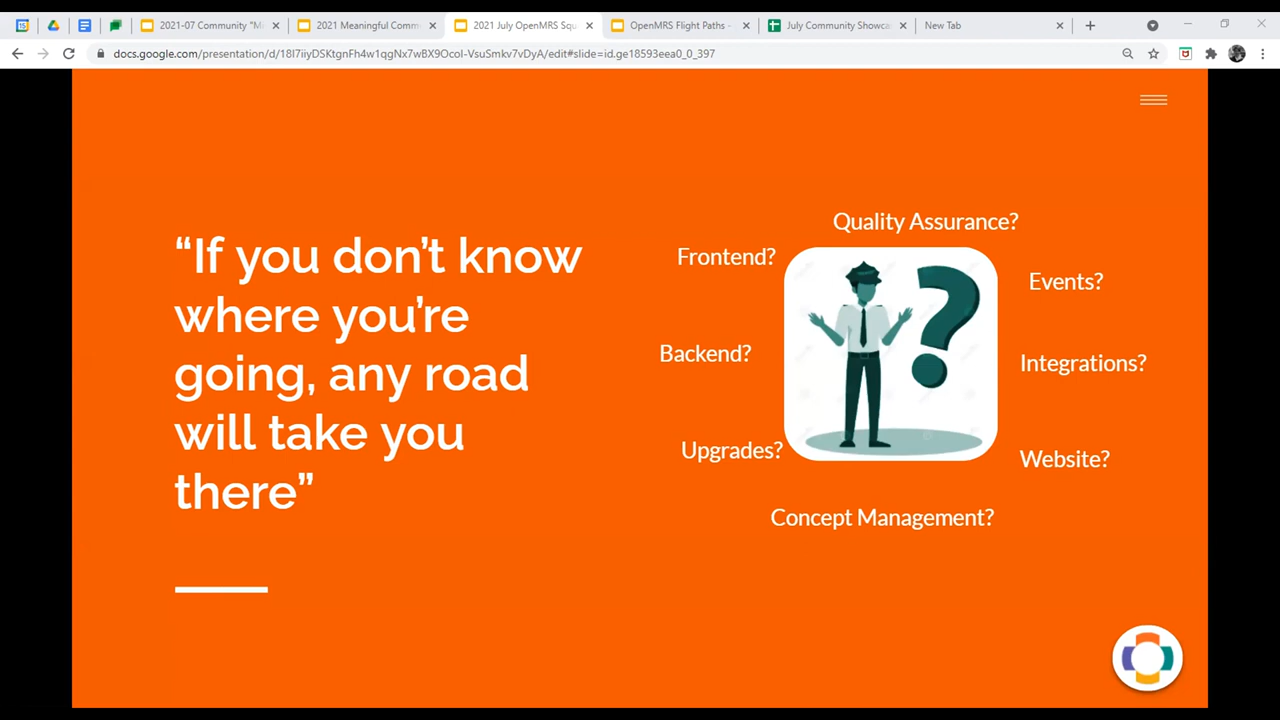 2021-07 Community "Me
2021 Meaningful Comm
2021 July OpenMRS Squ
OpenMRS Flight Paths -
July Community Showca
New Tab
docs.google.com/presentation/d/18I7iiyDSKtgnFh4w1qgNx7wBX9OcoI-VsuSmkv7vDyA/edit#slide=id.ge18593eea0_0_397
“If you don’t know
where you’re
going, any road
will take you
there”
Quality Assurance?
Frontend?
Events?
Backend?
Integrations?
Upgrades?
Website?
Concept Management?